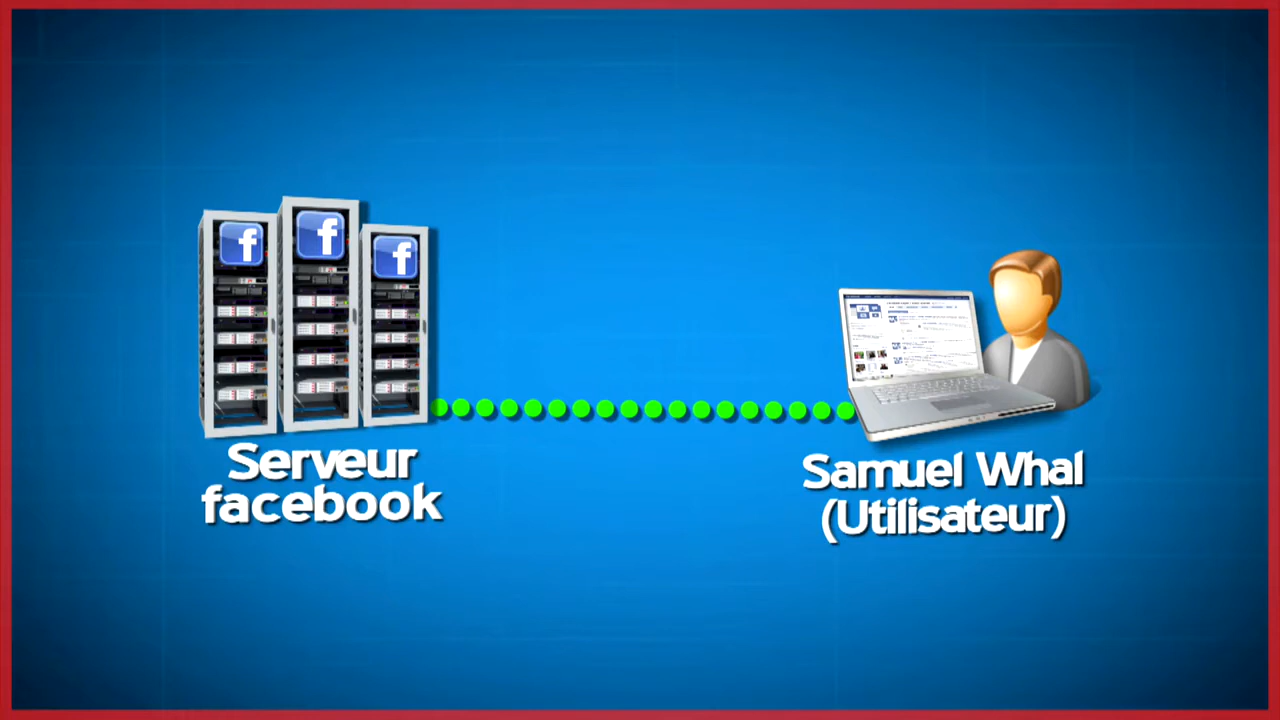 f
f
f
Serveur
facebook
Samuel Whal
(Utilisateur)